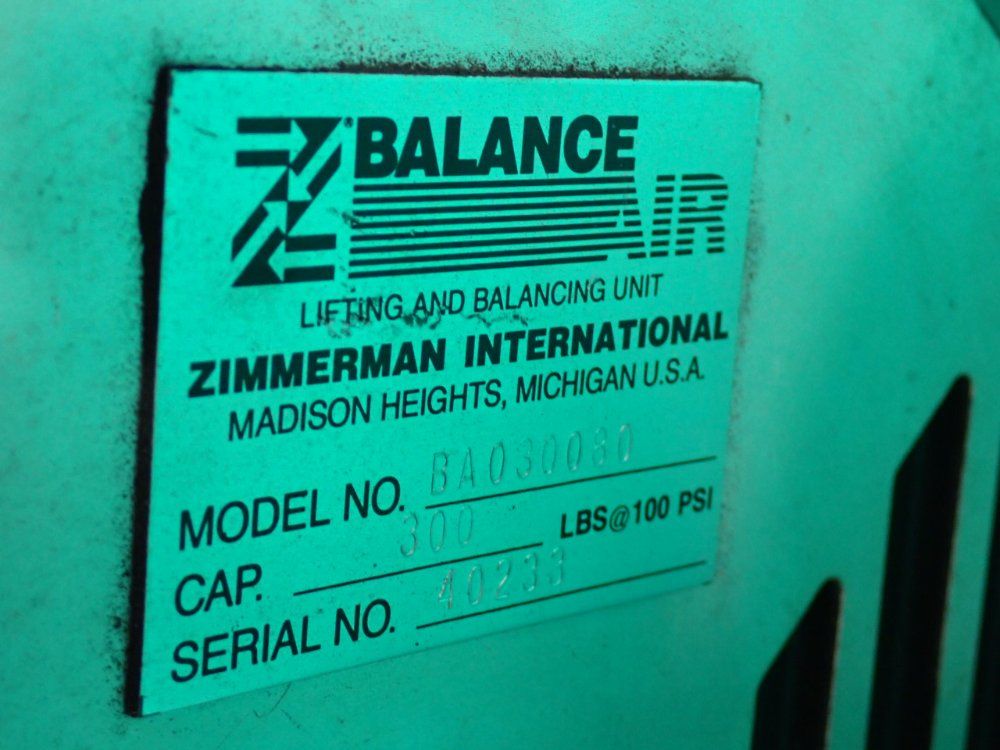 Z® BALANCE
AIR
LIFTING AND BALANCING UNIT
ZIMMERMAN INTERNATIONAL
MADISON HEIGHTS, MICHIGAN U.S.A.
MODEL NO. BA030080
CAP. 300 LBS@100 PSI
SERIAL NO. 40233